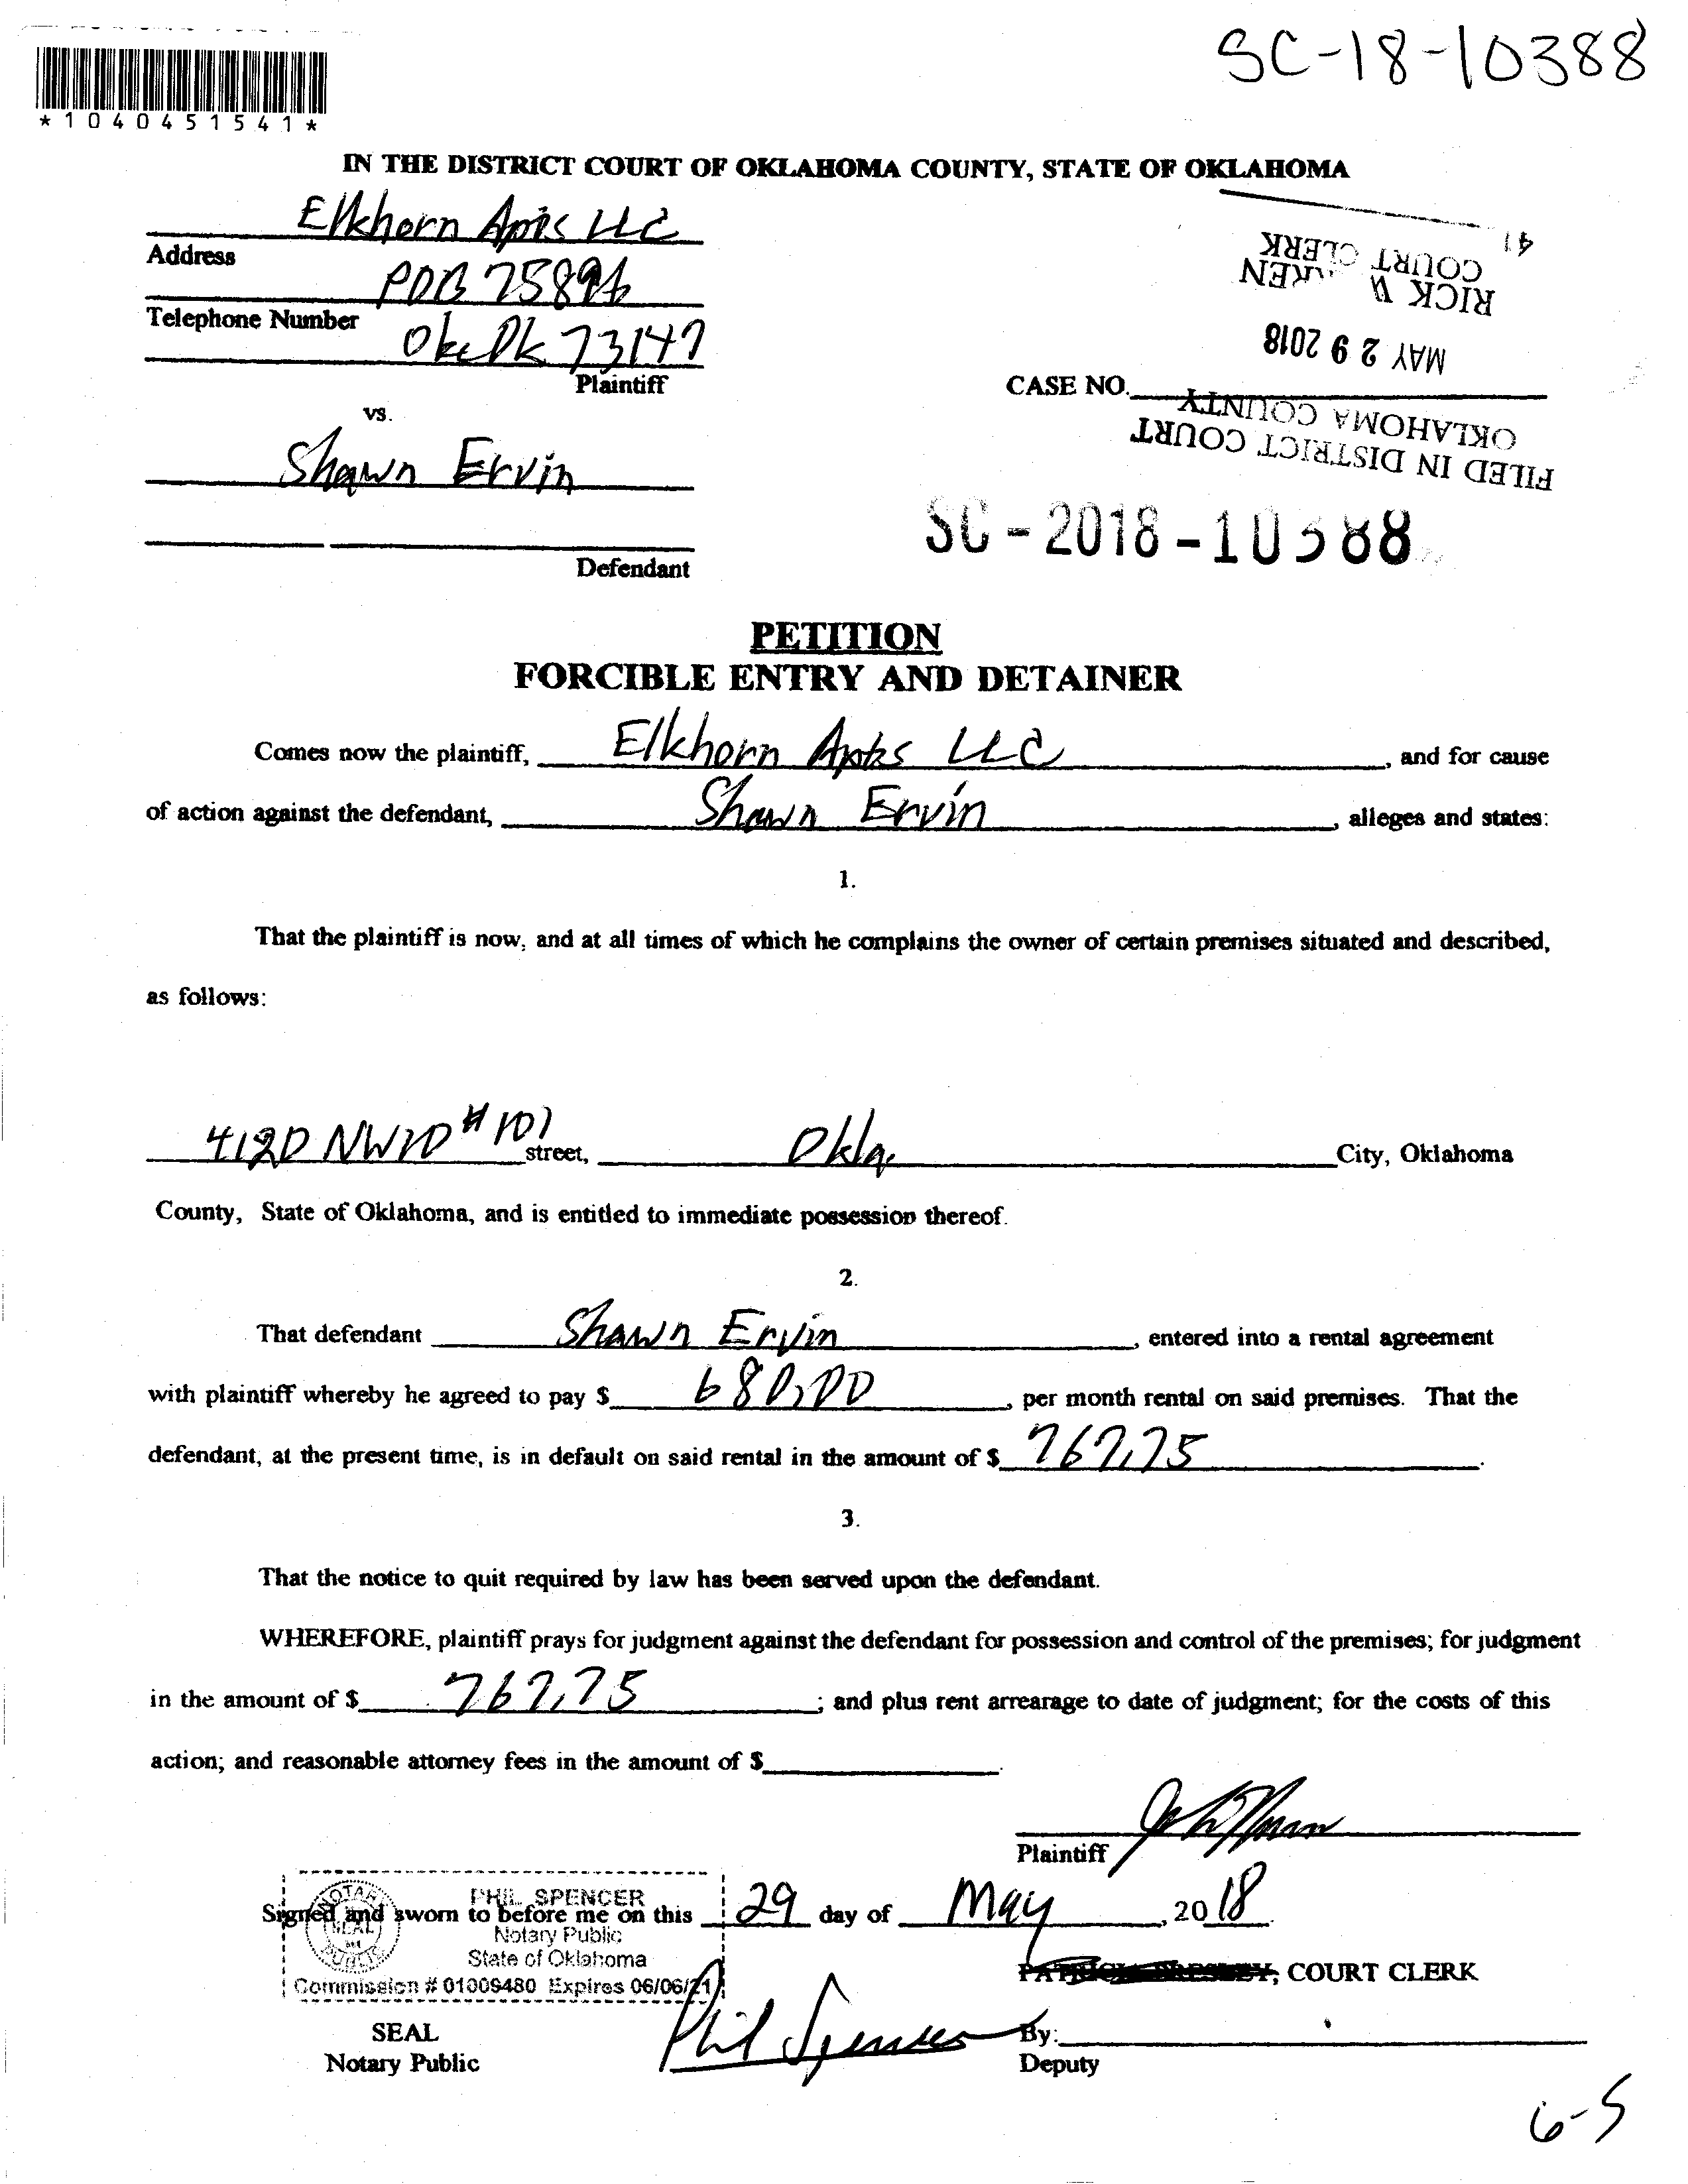 SC-18-10388
*1040451541*
IN THE DISTRICT COURT OF OKLAHOMA COUNTY, STATE OF OKLAHOMA
Elkhorn Apts LLC
Address
POB 75896
Telephone Number
Okc Ok 73147
Plaintiff
vs.
Shawn Ervin
Defendant
41
COURT CLERK
RICK W
MAY 29 2018
CASE NO.
OKLAHOMA COUNTY
FILED IN DISTRICT COURT
SC-2018-10388
PETITION
FORCIBLE ENTRY AND DETAINER
Comes now the plaintiff, Elkhorn Apts LLC, and for cause
of action against the defendant, Shawn Ervin, alleges and states:
1.
That the plaintiff is now, and at all times of which he complains the owner of certain premises situated and described,
as follows:
4120 NW10 #101 street, Okla. City, Oklahoma
County, State of Oklahoma, and is entitled to immediate possession thereof.
2.
That defendant Shawn Ervin, entered into a rental agreement
with plaintiff whereby he agreed to pay $ 680.00, per month rental on said premises. That the
defendant, at the present time, is in default on said rental in the amount of $ 767.75.
3.
That the notice to quit required by law has been served upon the defendant.
WHEREFORE, plaintiff prays for judgment against the defendant for possession and control of the premises; for judgment
in the amount of $ 767.75; and plus rent arrearage to date of judgment; for the costs of this
action; and reasonable attorney fees in the amount of $
Plaintiff
PHIL SPENCER
Signed and sworn to before me on this 29 day of May, 2018.
Notary Public
State of Oklahoma
Commission # 01009480 Expires 06/06/21
NOTARY SEAL PUBLIC
COURT CLERK
SEAL
Notary Public
Phil Spencer
By:
Deputy
6-5